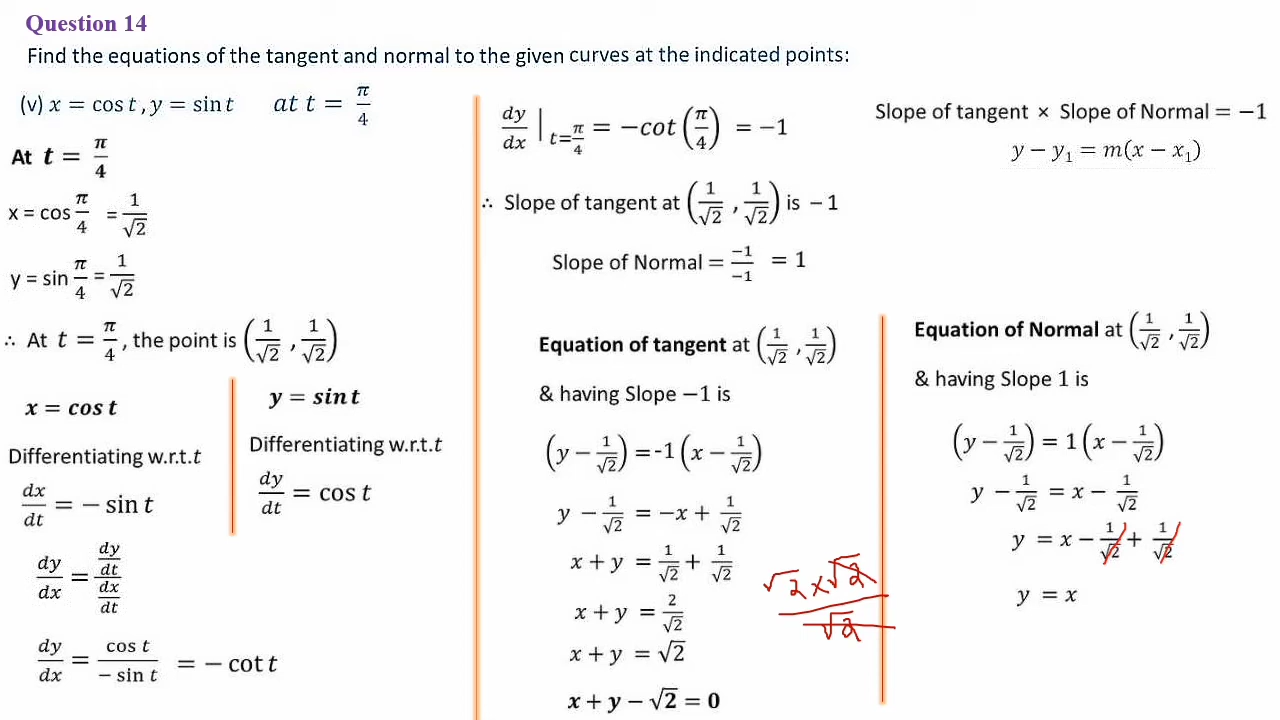 Question 14
Find the equations of the tangent and normal to the given curves at the indicated points:
(v) x = cos t , y = sin t at t = π/4
At t = π/4
x = cos π/4 = 1/√2
y = sin π/4 = 1/√2
∴ At t = π/4 , the point is (1/√2 , 1/√2)
x = cos t
Differentiating w.r.t.t
dx/dt = − sin t
y = sin t
Differentiating w.r.t.t
dy/dt = cos t
dy/dx = (dy/dt)/(dx/dt)
dy/dx = cos t/− sin t = − cot t
dy/dx |t=π/4 = −cot (π/4) = −1
∴ Slope of tangent at (1/√2 , 1/√2) is − 1
Slope of Normal = −1/−1 = 1
Slope of tangent × Slope of Normal = −1
y − y₁ = m(x − x₁)
Equation of tangent at (1/√2 , 1/√2)
& having Slope −1 is
(y − 1/√2) = -1 (x − 1/√2)
y − 1/√2 = −x + 1/√2
x + y = 1/√2 + 1/√2
x + y = 2/√2
x + y = √2
x + y − √2 = 0
√2 x √2
√2
Equation of Normal at (1/√2 , 1/√2)
& having Slope 1 is
(y − 1/√2) = 1 (x − 1/√2)
y − 1/√2 = x − 1/√2
y = x − 1/√2 + 1/√2
y = x